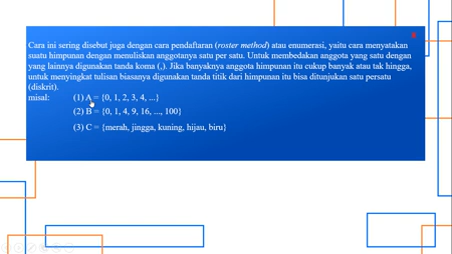 Cara ini sering disebut juga dengan cara pendaftaran (roster method) atau enumerasi, yaitu cara menyatakan
suatu himpunan dengan menuliskan anggotanya satu per satu. Untuk membedakan anggota yang satu dengan
yang lainnya digunakan tanda koma (,). Jika banyaknya anggota himpunan itu cukup banyak atau tak hingga,
untuk menyingkat tulisan biasanya digunakan tanda titik dari himpunan itu bisa ditunjukan satu persatu
(diskrit).
misal: (1) A = {0, 1, 2, 3, 4, ...}
(2) B = {0, 1, 4, 9, 16, ..., 100}
(3) C = {merah, jingga, kuning, hijau, biru}